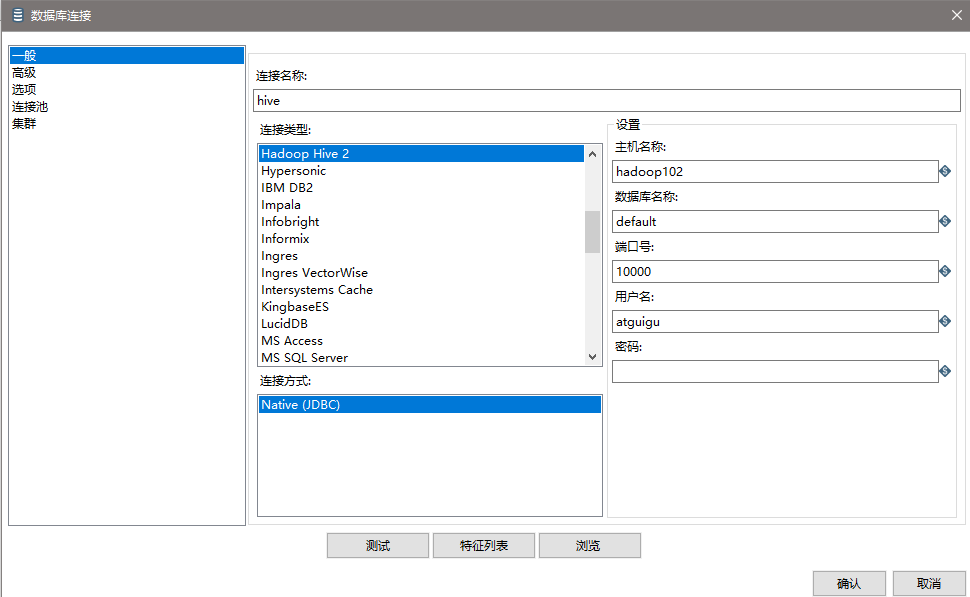 数据库连接
一般
高级
选项
连接池
集群
连接名称:
hive
连接类型:
Hadoop Hive 2
Hypersonic
IBM DB2
Impala
Infobright
Informix
Ingres
Ingres VectorWise
Intersystems Cache
KingbaseES
LucidDB
MS Access
MS SQL Server
连接方式:
Native (JDBC)
设置
主机名称:
hadoop102
数据库名称:
default
端口号:
10000
用户名:
atguigu
密码:
测试
特征列表
浏览
确认
取消